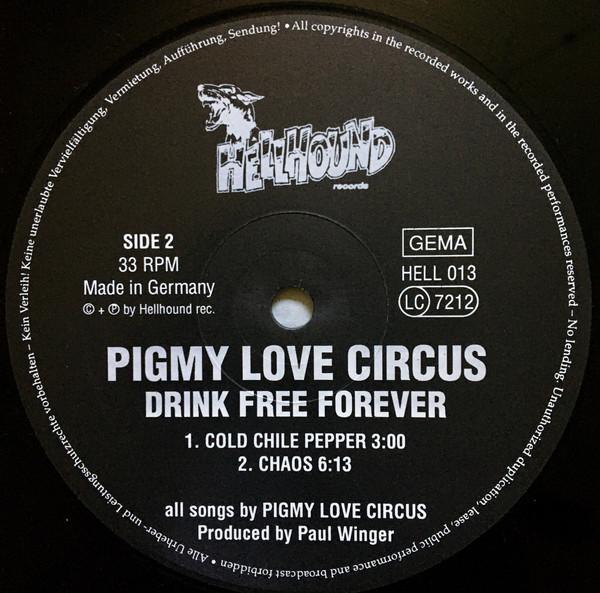 HELLHOUND
records
SIDE 2
33 RPM
Made in Germany
© + ℗ by Hellhound rec.
GEMA
HELL 013
LC 7212
PIGMY LOVE CIRCUS
DRINK FREE FOREVER
1. COLD CHILE PEPPER 3:00
2. CHAOS 6:13
all songs by PIGMY LOVE CIRCUS
Produced by Paul Winger
Alle Urheber- und Leistungsschutzrechte vorbehalten – Kein Verleih! Keine unerlaubte Vervielfältigung, Vermietung, Aufführung, Sendung! • All copyrights in the recorded works and in the recorded performances reserved – No lending. Unauthorized duplication, lease, public performance and broadcast forbidden •